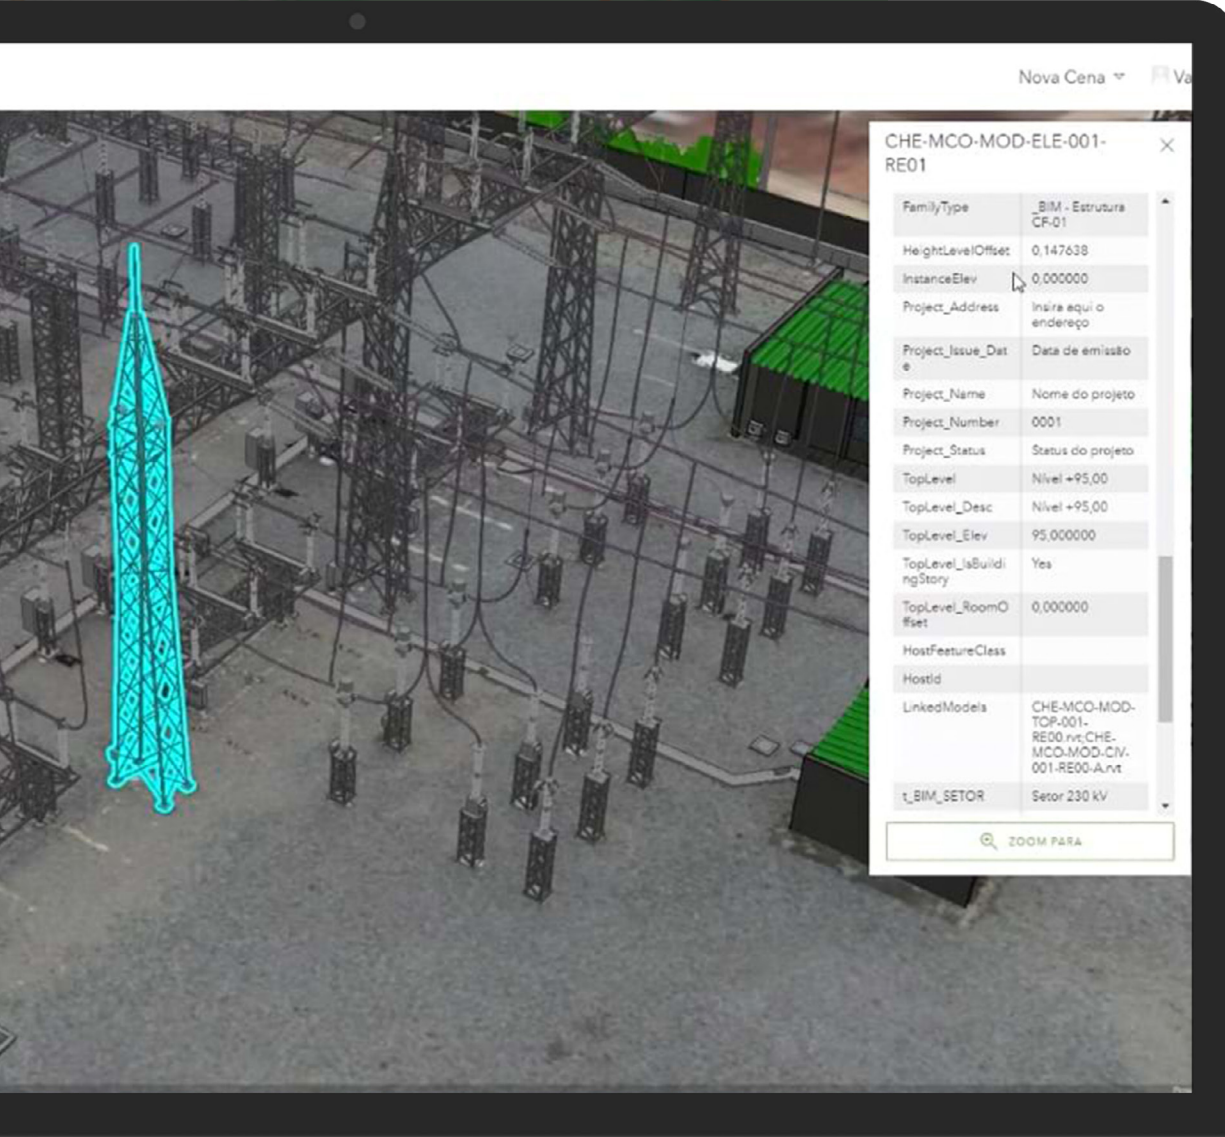 Nova Cena
Va
CHE-MCO-MOD-ELE-001-
RE01
FamilyType
_BIM - Estrutura
CF-01
HeightLevelOffset
0,147638
InstanceElev
0,000000
Project_Address
Insira aqui o
endereço
Project_Issue_Dat
e
Data de emissão
Project_Name
Nome do projeto
Project_Number
0001
Project_Status
Status do projeto
TopLevel
Nível +95,00
TopLevel_Desc
Nível +95,00
TopLevel_Elev
95,000000
TopLevel_IsBuildi
ngStory
Yes
TopLevel_RoomO
ffset
0,000000
HostFeatureClass
HostId
LinkedModels
CHE-MCO-MOD-
TOP-001-
RE00.rvt;CHE-
MCO-MOD-CIV-
001-RE00-A.rvt
t_BIM_SETOR
Setor 230 kV
ZOOM PARA